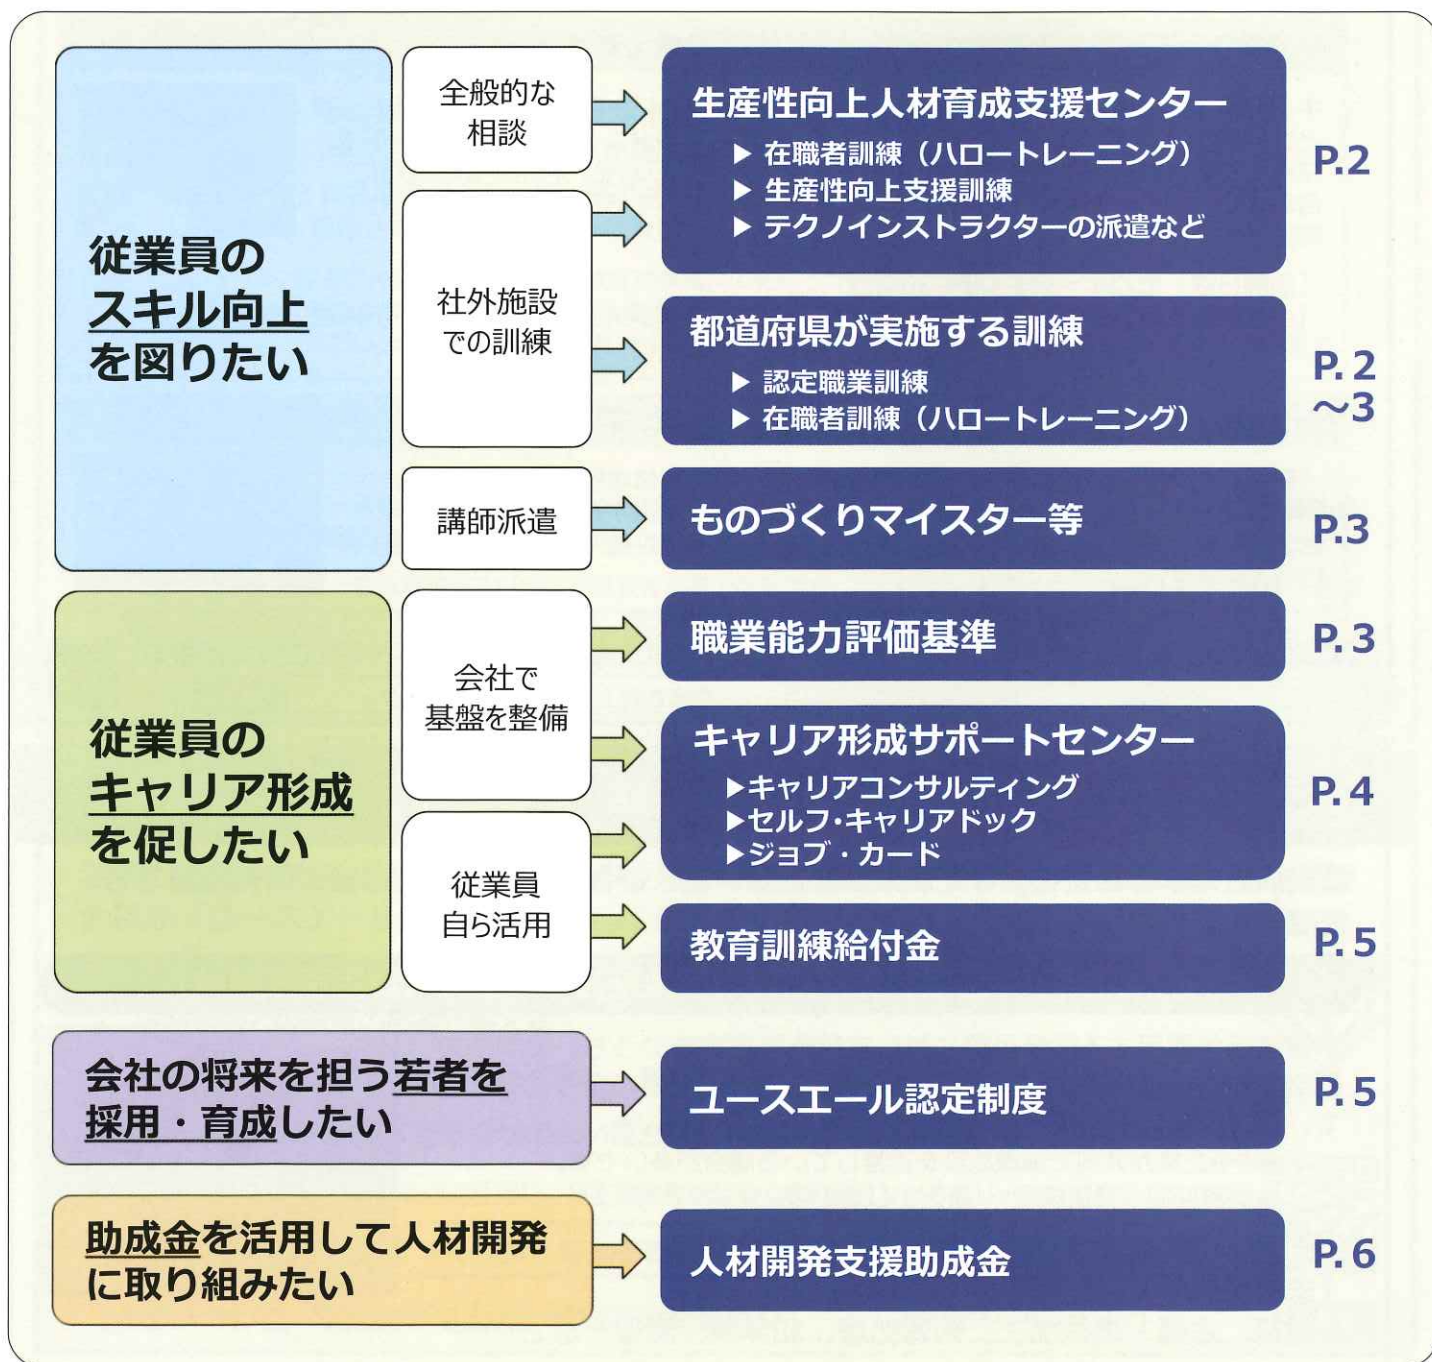 従業員の
スキル向上
を図りたい
全般的な
相談
生産性向上人材育成支援センター
▶ 在職者訓練（ハロートレーニング）
▶ 生産性向上支援訓練
▶ テクノインストラクターの派遣など
P.2
社外施設
での訓練
都道府県が実施する訓練
▶ 認定職業訓練
▶ 在職者訓練（ハロートレーニング）
P. 2
～3
講師派遣
ものづくりマイスター等
P.3
従業員の
キャリア形成
を促したい
会社で
基盤を整備
職業能力評価基準
P. 3
キャリア形成サポートセンター
▶キャリアコンサルティング
▶セルフ・キャリアドック
▶ジョブ・カード
P. 4
従業員
自ら活用
教育訓練給付金
P. 5
会社の将来を担う若者を
採用・育成したい
ユースエール認定制度
P. 5
助成金を活用して人材開発
に取り組みたい
人材開発支援助成金
P. 6